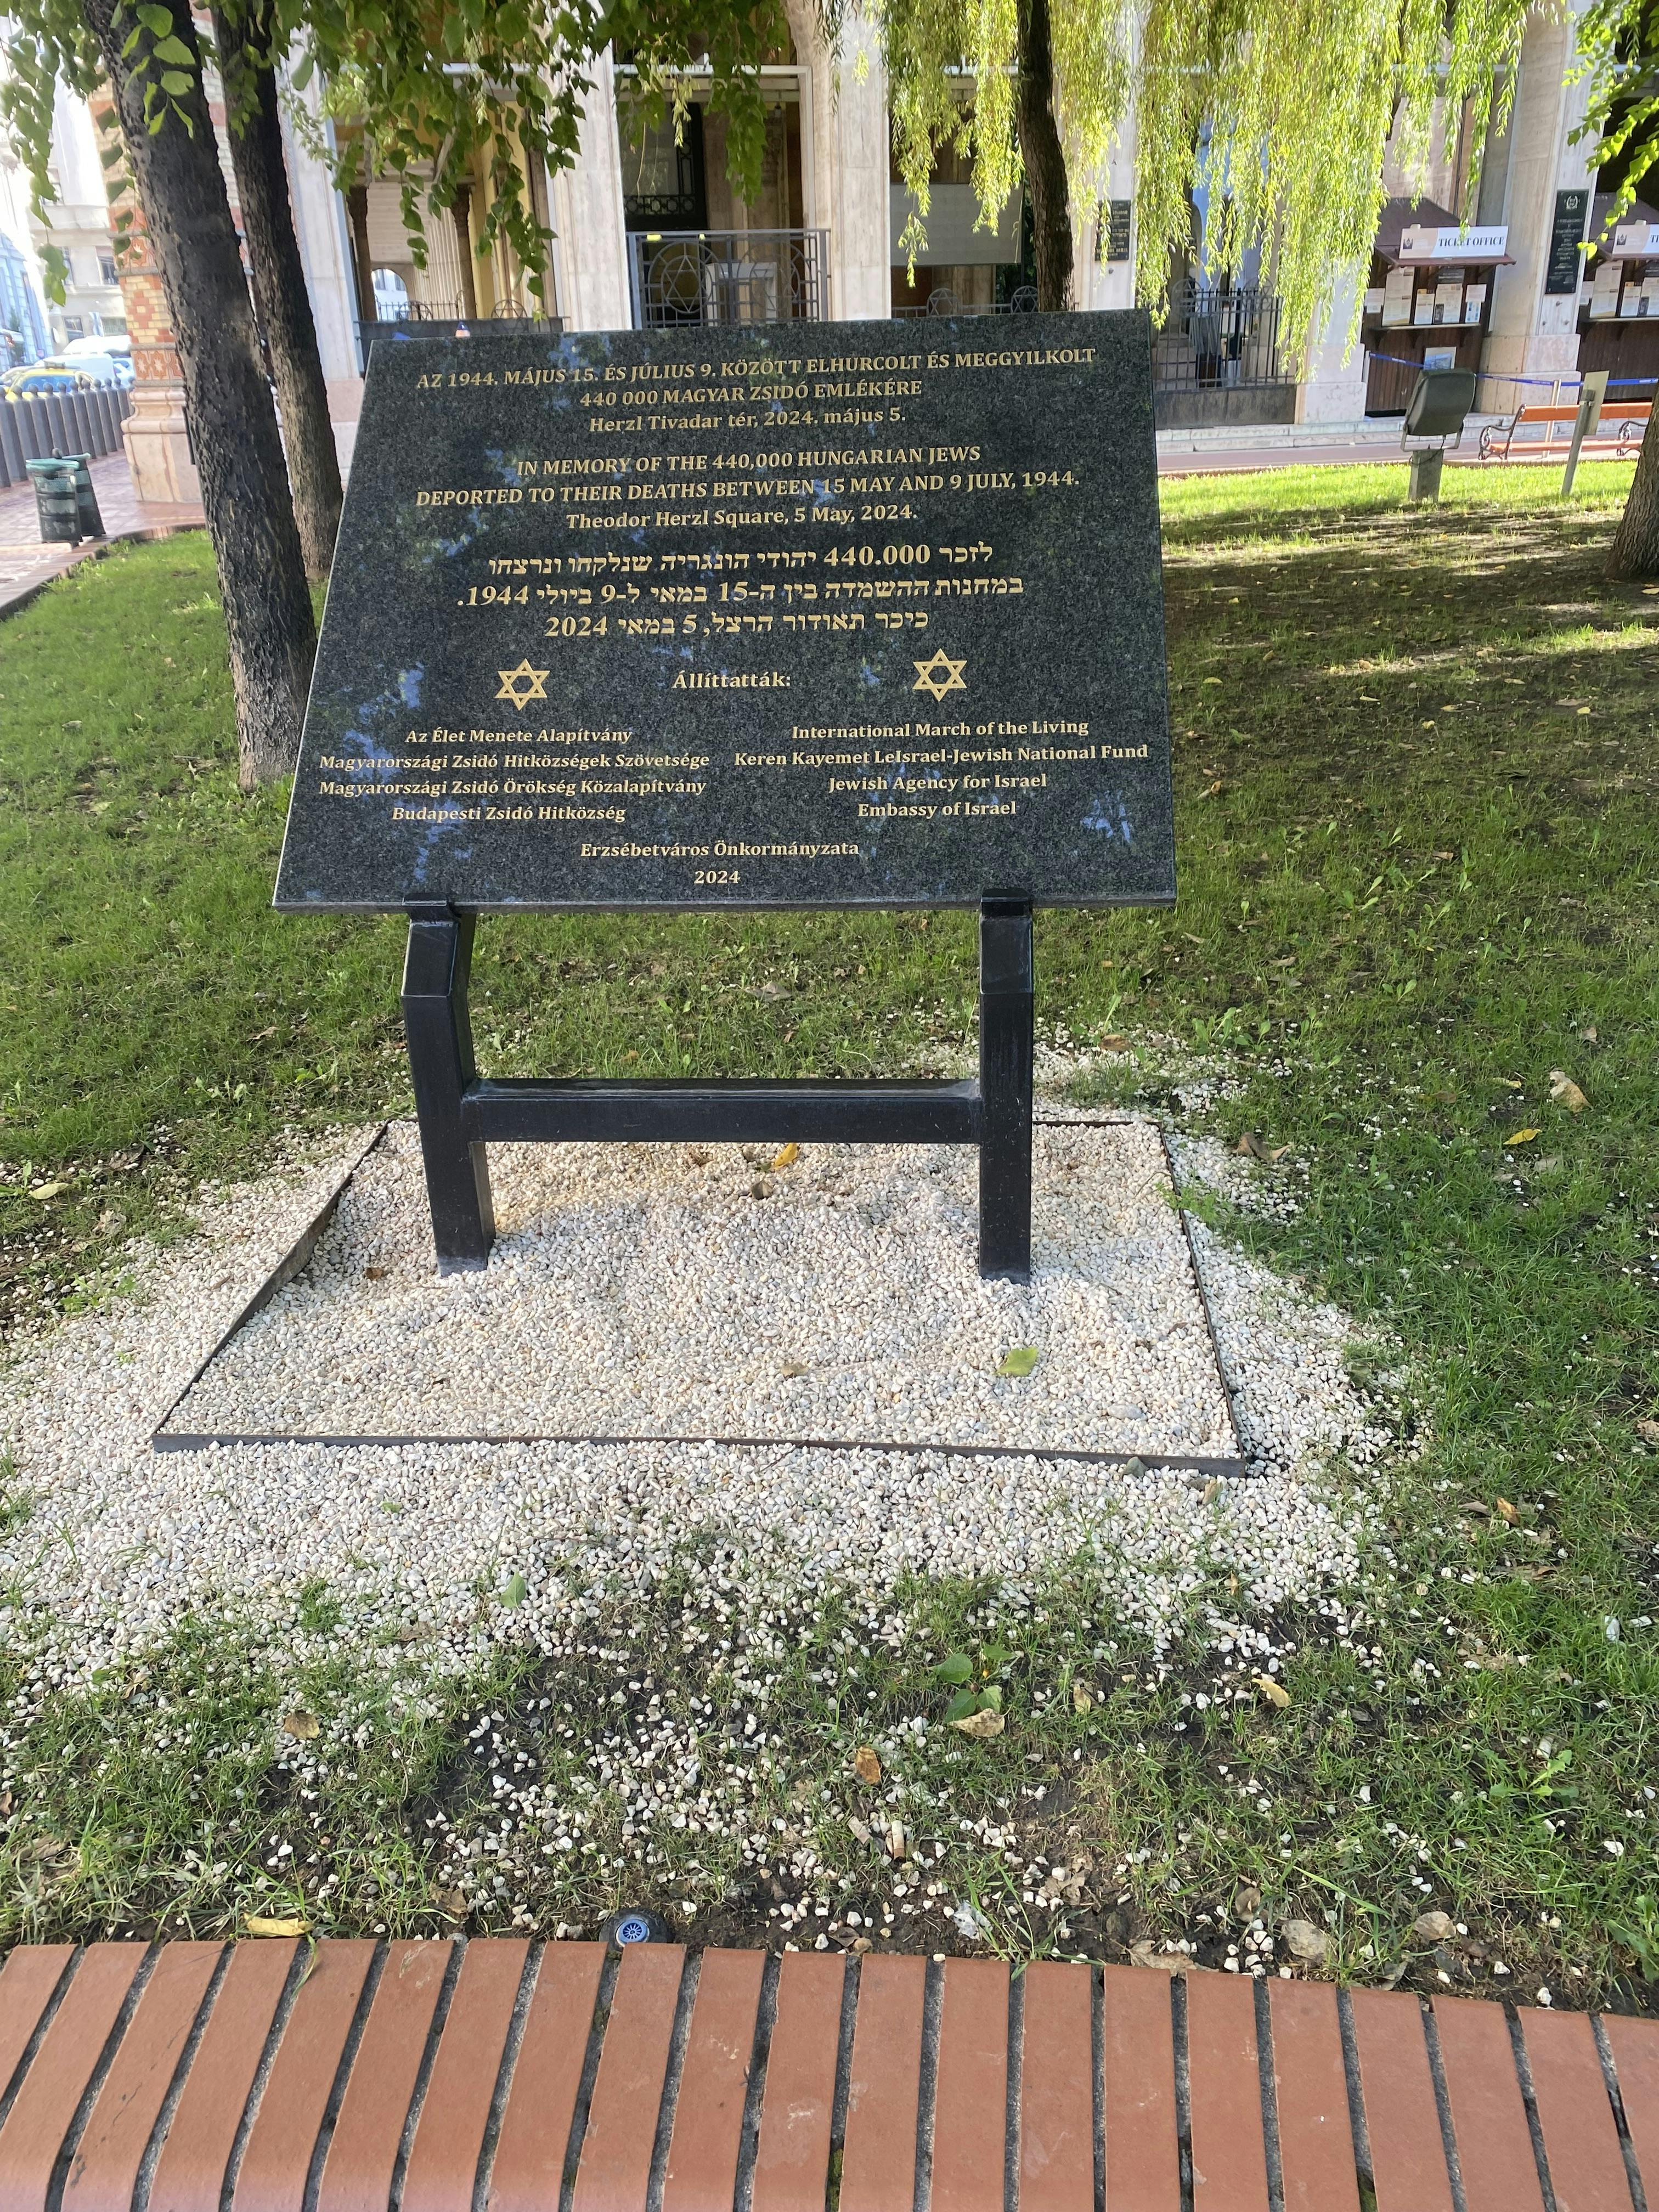 AZ 1944. MÁJUS 15. ÉS JÚLIUS 9. KÖZÖTT ELHURCOLT ÉS MEGGYILKOLT
440 000 MAGYAR ZSIDÓ EMLÉKÉRE
Herzl Tivadar tér, 2024. május 5.
IN MEMORY OF THE 440,000 HUNGARIAN JEWS
DEPORTED TO THEIR DEATHS BETWEEN 15 MAY AND 9 JULY, 1944.
Theodor Herzl Square, 5 May, 2024.
לזכר 440.000 יהודי הונגריה שנלקחו ונרצחו
במחנות ההשמדה בין ה-15 במאי ל-9 ביולי 1944.
כיכר תאודור הרצל, 5 במאי 2024
Állíttatták:
Az Élet Menete Alapítvány
Magyarországi Zsidó Hitközségek Szövetsége
Magyarországi Zsidó Örökség Közalapítvány
Budapesti Zsidó Hitközség
International March of the Living
Keren Kayemet LeIsrael-Jewish National Fund
Jewish Agency for Israel
Embassy of Israel
Erzsébetváros Önkormányzata
2024
TICKET OFFICE